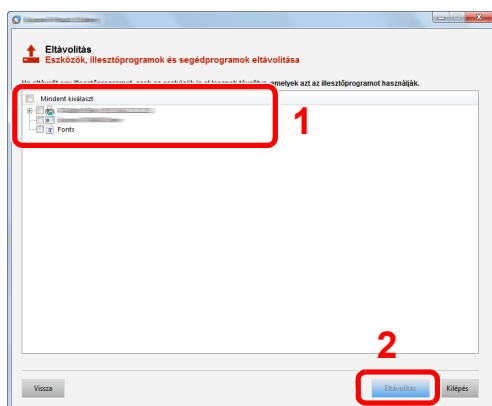 Eltávolítás
Eszközök, illesztőprogramok és segédprogramok eltávolítása
amelyek azt az illesztőprogramot használják.
Mindent kiválaszt
1
Fonts
2
Vissza
Eltávolítás
Kilépés